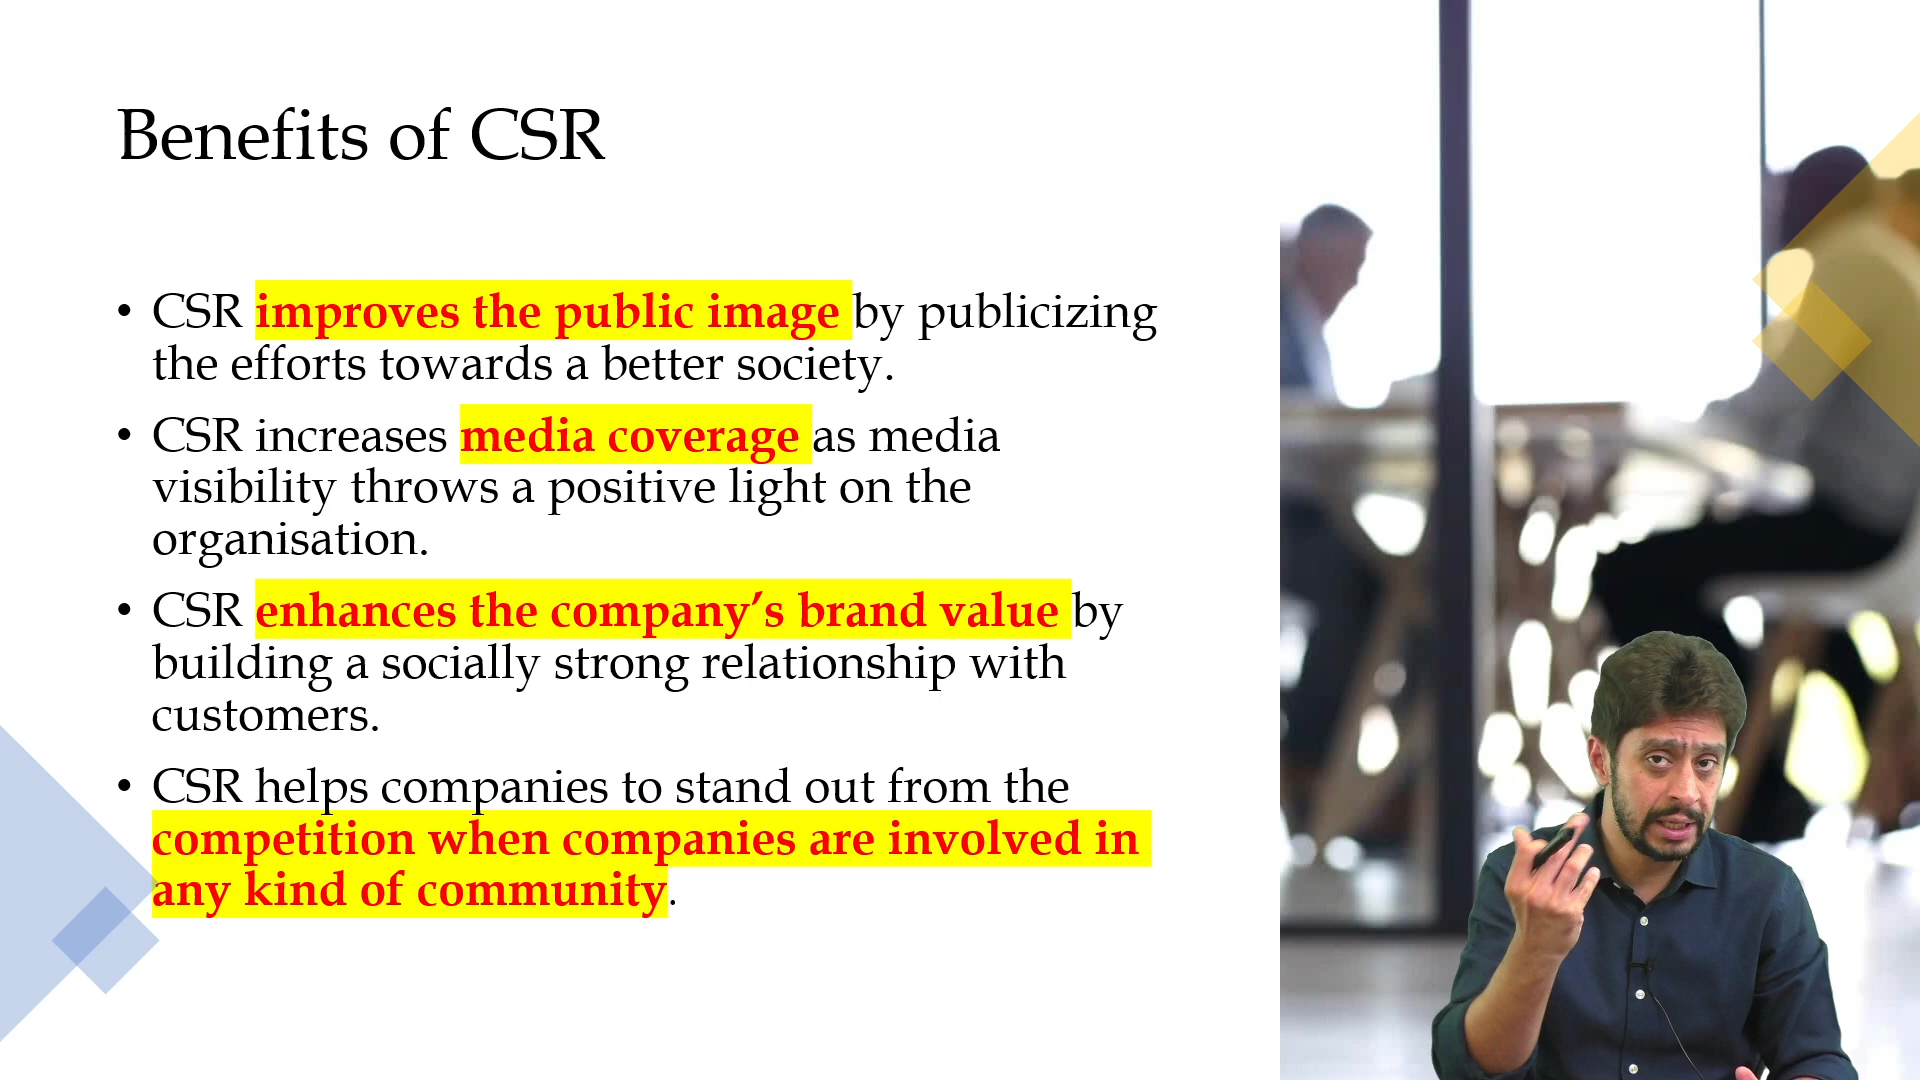 Benefits of CSR
• CSR improves the public image by publicizing
the efforts towards a better society.
• CSR increases media coverage as media
visibility throws a positive light on the
organisation.
• CSR enhances the company’s brand value by
building a socially strong relationship with
customers.
• CSR helps companies to stand out from the
competition when companies are involved in
any kind of community.